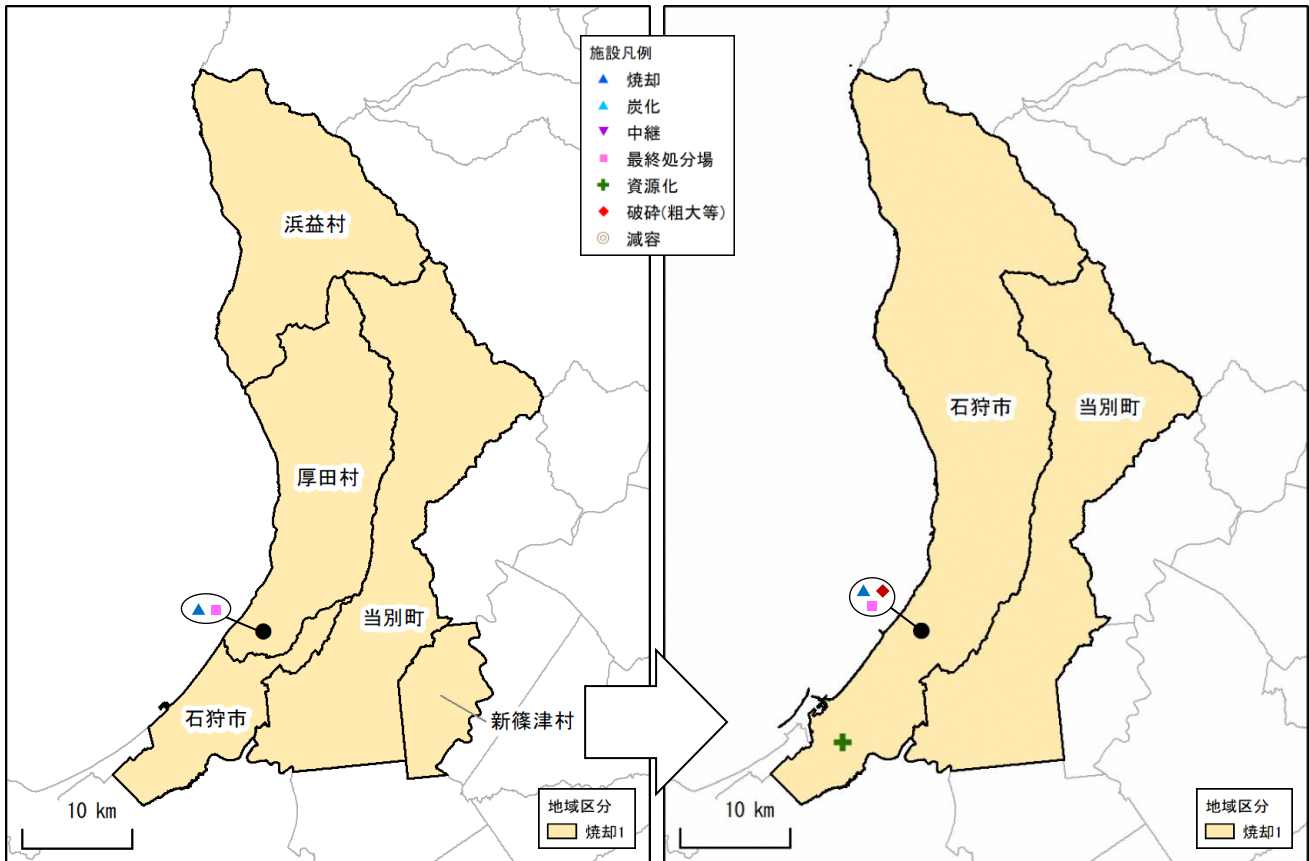 施設凡例
焼却
炭化
中継
最終処分場
資源化
破砕(粗大等)
減容
浜益村
厚田村
当別町
石狩市
新篠津村
10 km
地域区分
焼却1
石狩市
当別町
10 km
地域区分
焼却1